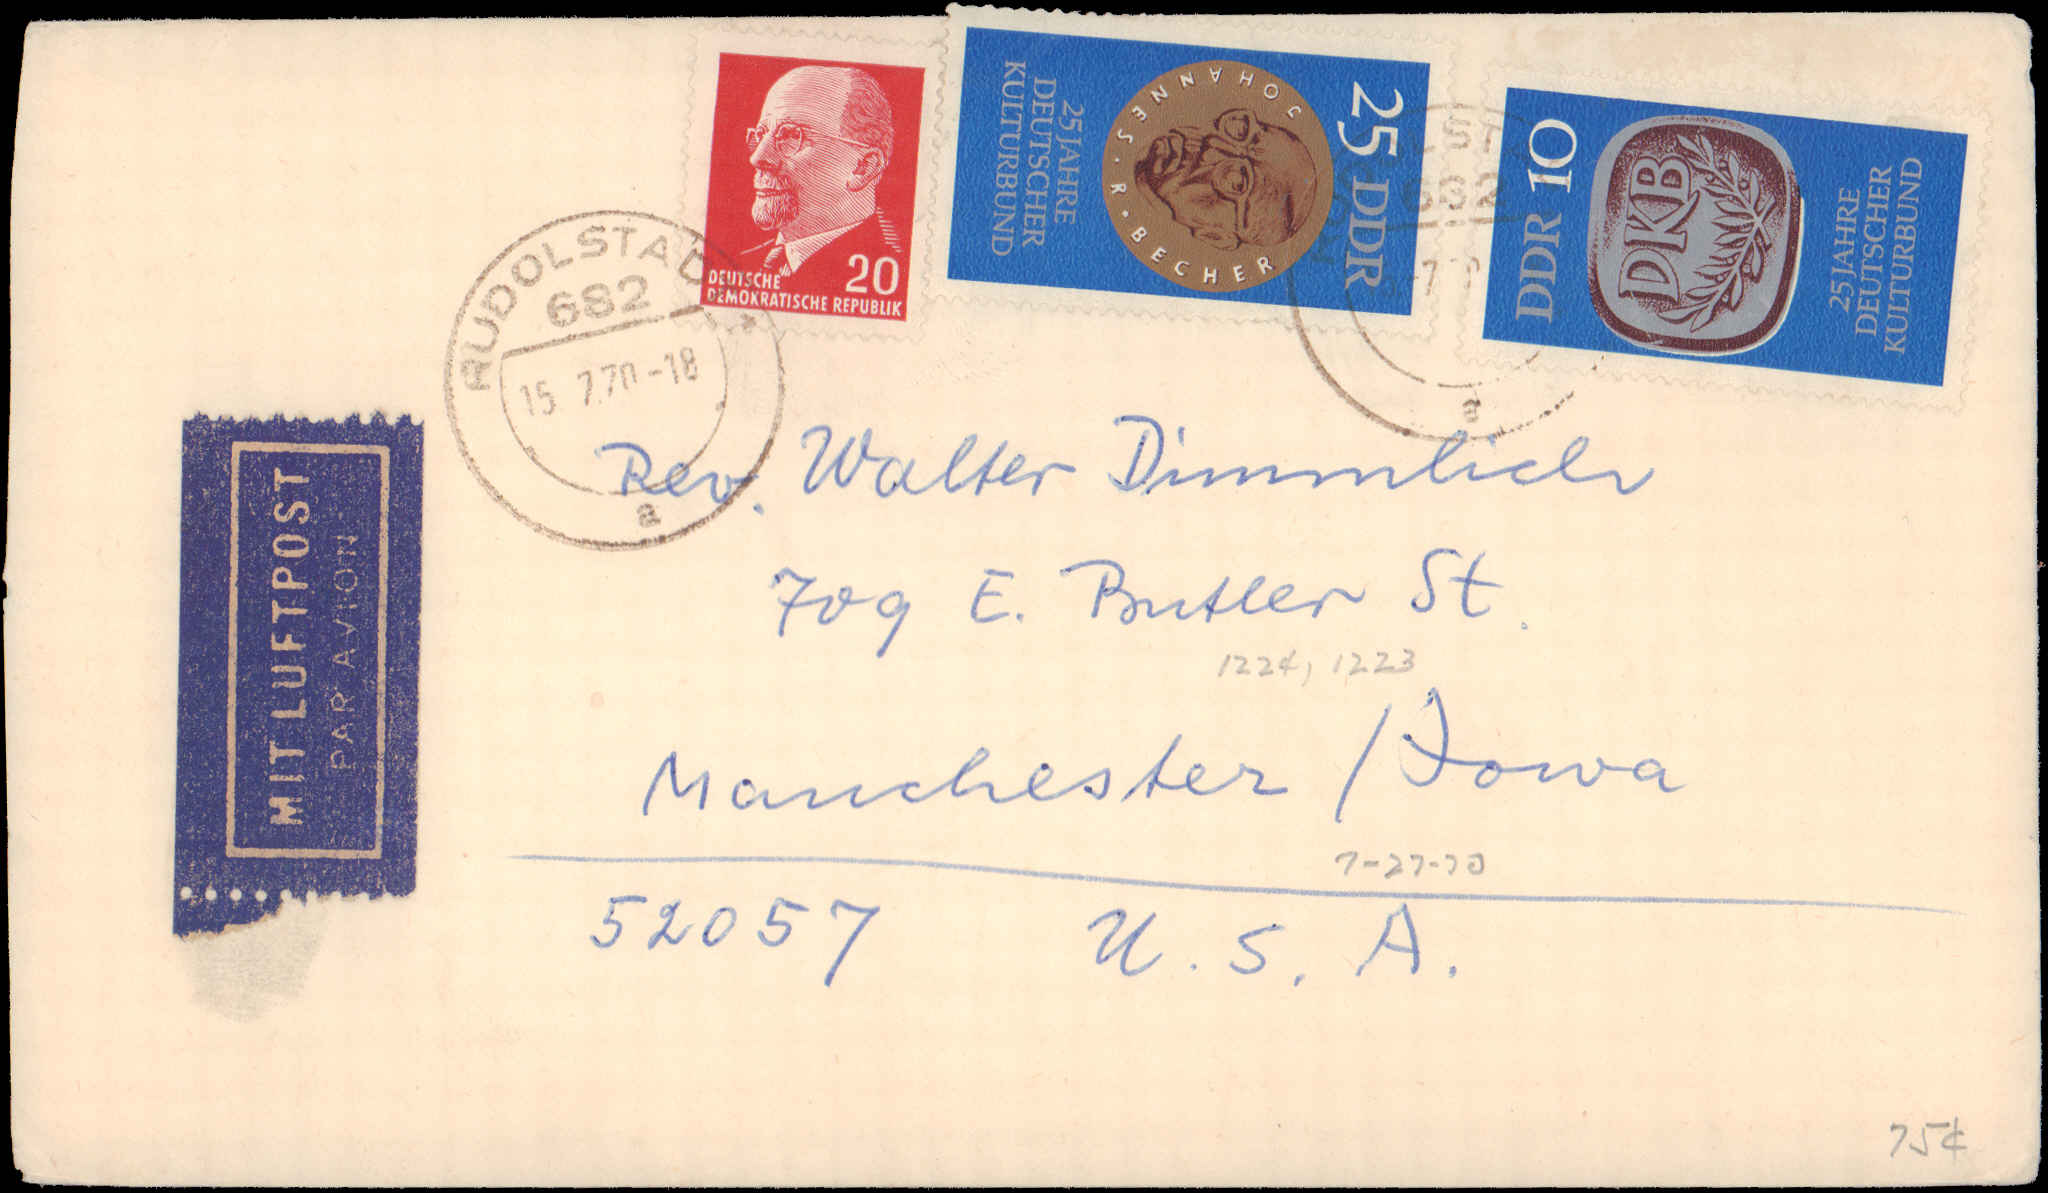 DEUTSCHE
DEMOKRATISCHE REPUBLIK
20
25 JAHRE
DEUTSCHER
KULTURBUND
JOHANNES · R · BECHER
25 DDR
DDR 10
DKB
25 JAHRE
DEUTSCHER
KULTURBUND
RUDOLSTADT
682
15.7.70-18
a
682
a
MIT LUFTPOST
PAR AVION
Rev. Walter Dimmlich
709 E. Butler St.
1224, 1223
Manchester / Iowa
7-27-70
52057 U. S. A.
75¢